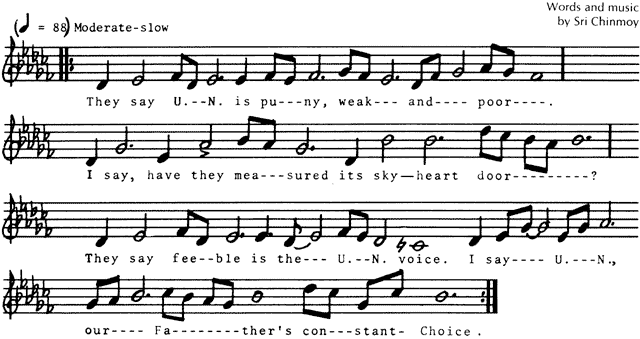 Words and music
by Sri Chinmoy
(♩ = 88) Moderate-slow
They say U.--N. is pu---ny, weak--- and---- poor----.
I say, have they mea---sured its sky—heart door---------?
They say fee--ble is the-- U.--N. voice. I say---- U.---N.,
our---- Fa--------ther's con---stant- Choice.